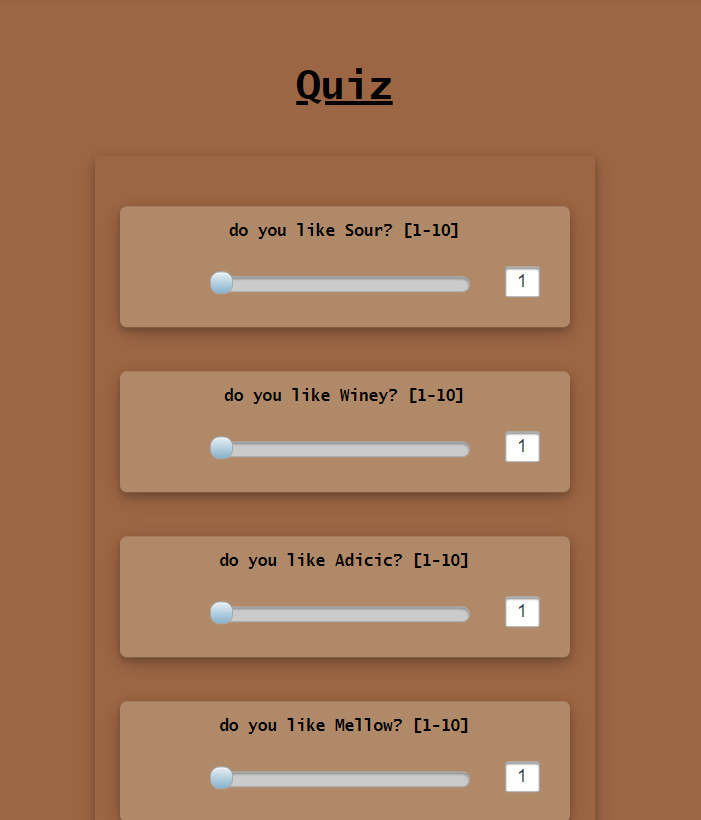 Quiz
do you like Sour? [1-10]
1
do you like Winey? [1-10]
1
do you like Adicic? [1-10]
1
do you like Mellow? [1-10]
1